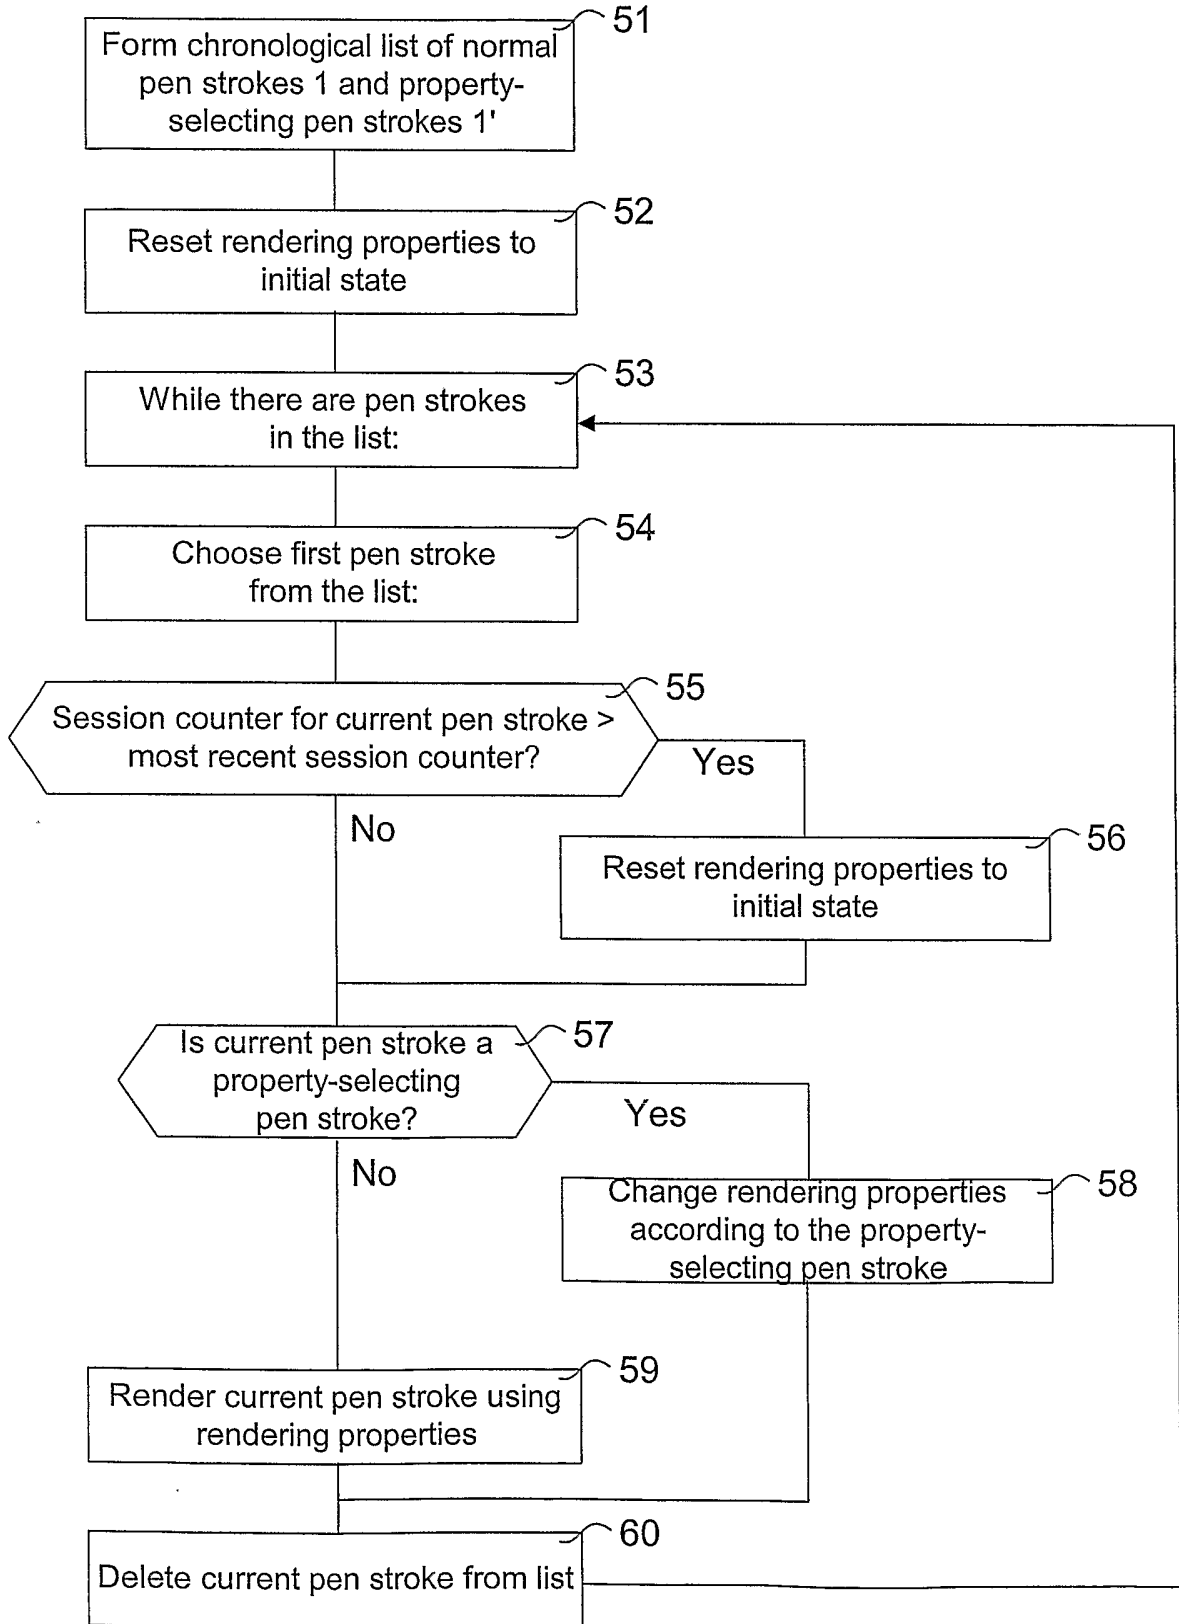 51
Form chronological list of normal
pen strokes 1 and property-
selecting pen strokes 1'
52
Reset rendering properties to
initial state
53
While there are pen strokes
in the list:
54
Choose first pen stroke
from the list:
55
Session counter for current pen stroke >
most recent session counter?
Yes
No
56
Reset rendering properties to
initial state
57
Is current pen stroke a
property-selecting
pen stroke?
Yes
No
58
Change rendering properties
according to the property-
selecting pen stroke
59
Render current pen stroke using
rendering properties
60
Delete current pen stroke from list